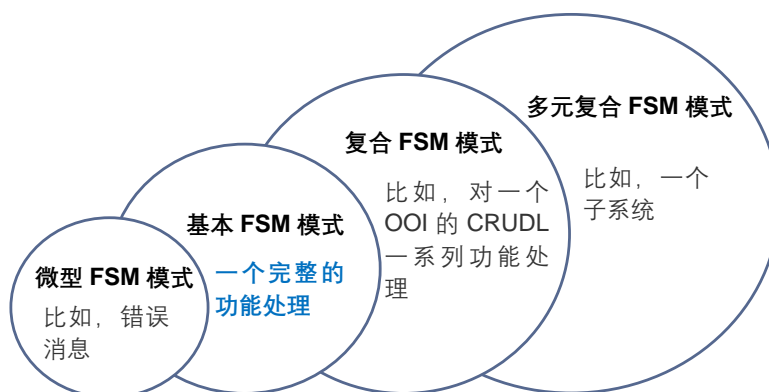 微型 FSM 模式
比如，错误
消息
基本 FSM 模式
一个完整的
功能处理
复合 FSM 模式
比如，对一个
OOI 的 CRUDL
一系列功能处
理
多元复合 FSM 模式
比如，一个
子系统